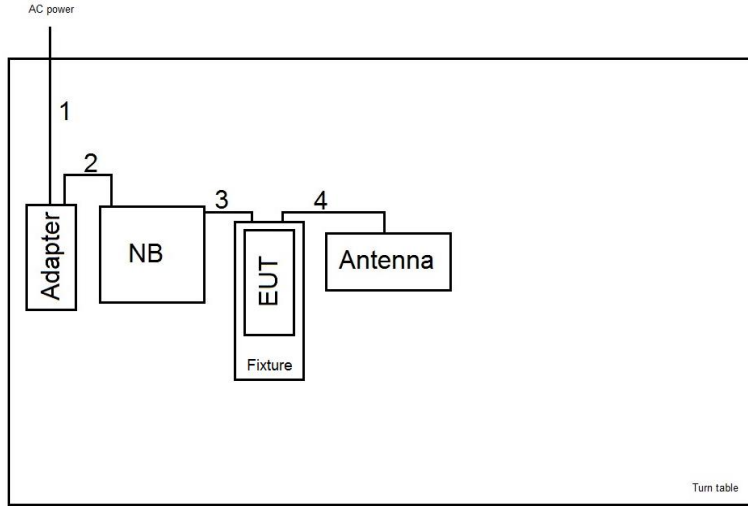 AC power
1
2
3
4
Adapter
NB
EUT
Antenna
Fixture
Turn table